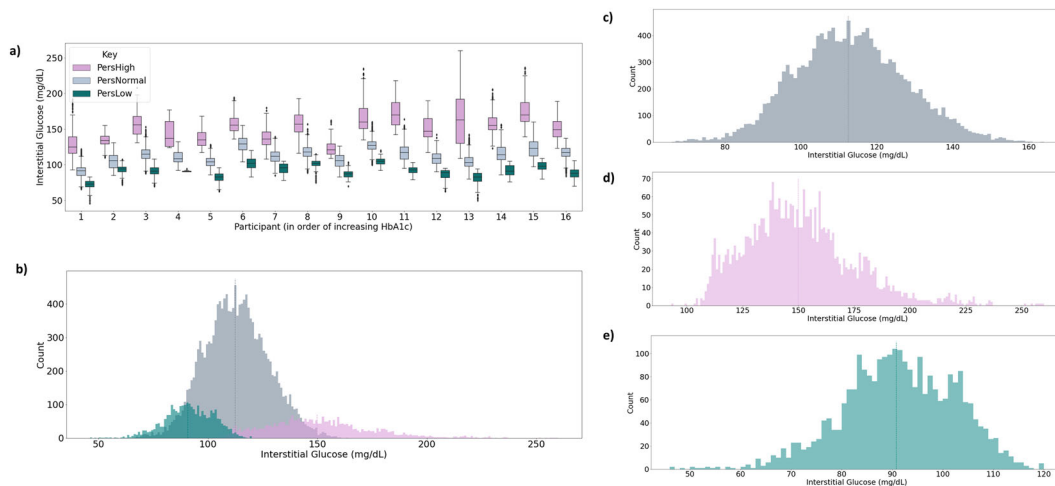 a)
Key
PersHigh
PersNormal
PersLow
Interstitial Glucose (mg/dL)
250
200
150
100
50
1 2 3 4 5 6 7 8 9 10 11 12 13 14 15 16
Participant (in order of increasing HbA1c)
b)
Count
400
300
200
100
0
50 100 150 200 250
Interstitial Glucose (mg/dL)
c)
Count
400
300
200
100
0
80 100 120 140 160
Interstitial Glucose (mg/dL)
d)
Count
70
60
50
40
30
20
10
0
100 125 150 175 200 225 250
Interstitial Glucose (mg/dL)
e)
Count
100
80
60
40
20
0
50 60 70 80 90 100 110 120
Interstitial Glucose (mg/dL)